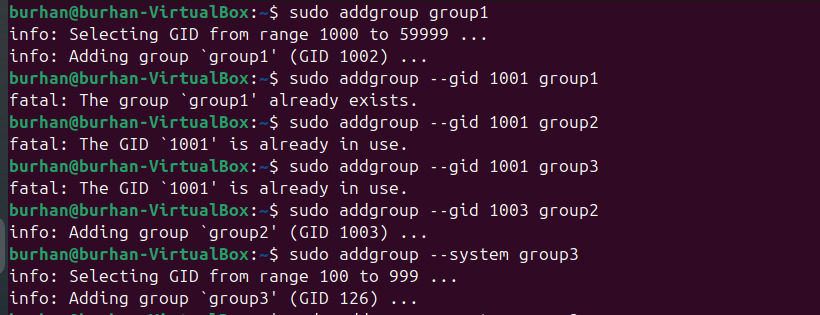 burhan@burhan-VirtualBox:~$ sudo addgroup group1
info: Selecting GID from range 1000 to 59999 ...
info: Adding group `group1' (GID 1002) ...
burhan@burhan-VirtualBox:~$ sudo addgroup --gid 1001 group1
fatal: The group `group1' already exists.
burhan@burhan-VirtualBox:~$ sudo addgroup --gid 1001 group2
fatal: The GID `1001' is already in use.
burhan@burhan-VirtualBox:~$ sudo addgroup --gid 1001 group3
fatal: The GID `1001' is already in use.
burhan@burhan-VirtualBox:~$ sudo addgroup --gid 1003 group2
info: Adding group `group2' (GID 1003) ...
burhan@burhan-VirtualBox:~$ sudo addgroup --system group3
info: Selecting GID from range 100 to 999 ...
info: Adding group `group3' (GID 126) ...